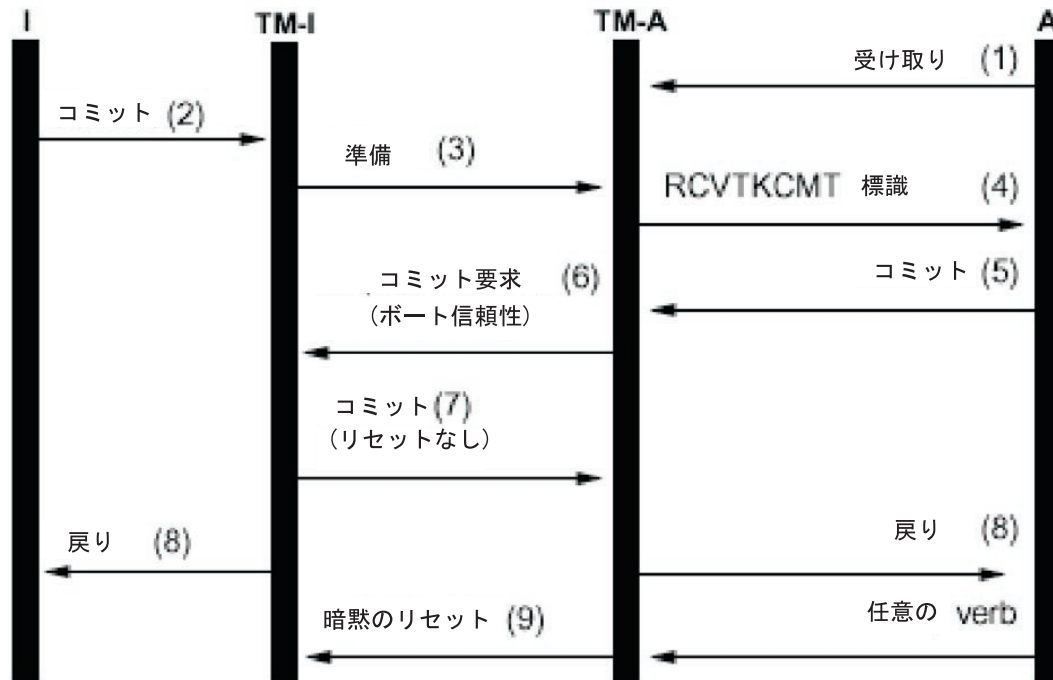 I TM-I TM-A A
受け取り (1)
コミット (2)
準備 (3)
RCVTKCMT 標識 (4)
コミット (5)
コミット要求 (6)
(ボート信頼性)
コミット(7)
(リセットなし)
戻り (8)
戻り (8)
暗黙のリセット (9)
任意の verb